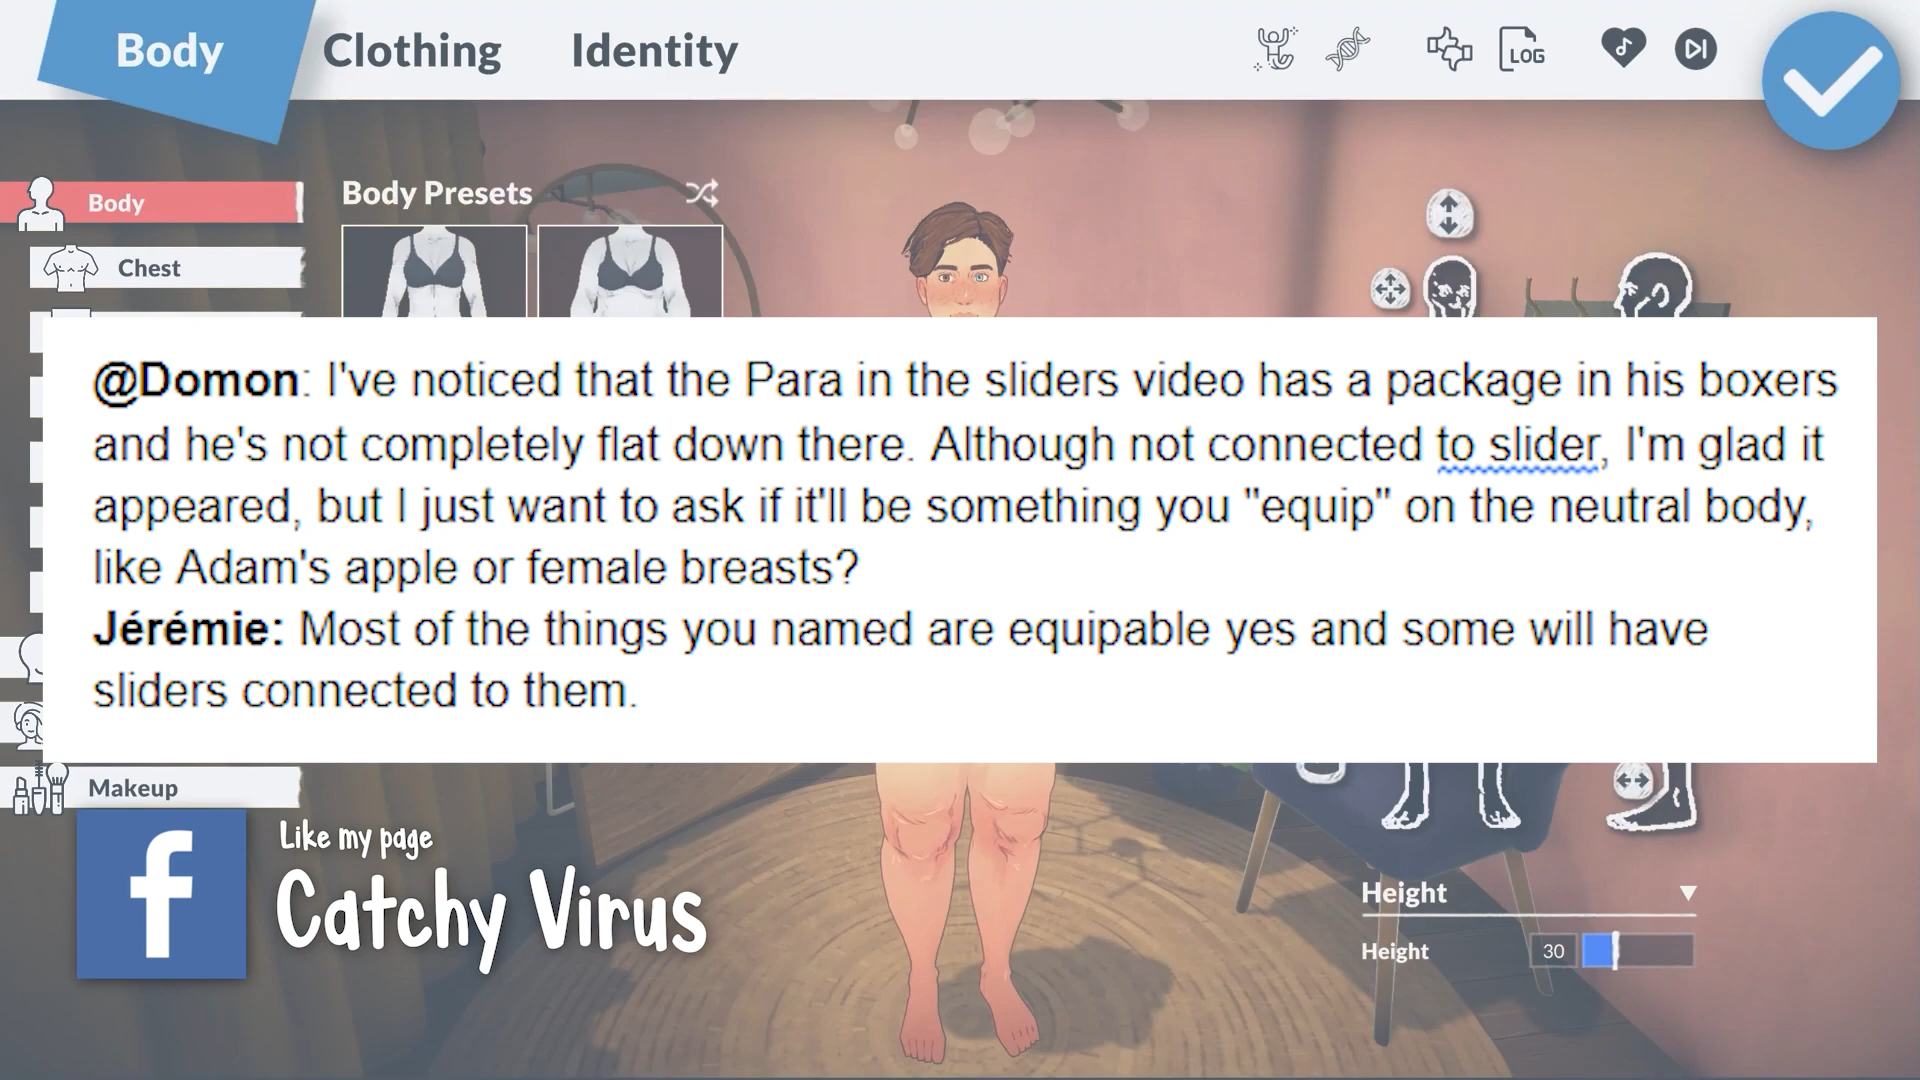 Body
Clothing
Identity
LOG
Body
Body Presets
Chest
@Domon: I've noticed that the Para in the sliders video has a package in his boxers
and he's not completely flat down there. Although not connected to slider, I'm glad it
appeared, but I just want to ask if it'll be something you "equip" on the neutral body,
like Adam's apple or female breasts?
Jérémie: Most of the things you named are equipable yes and some will have
sliders connected to them.
Makeup
f
Like my page
Catchy Virus
Height
Height 30